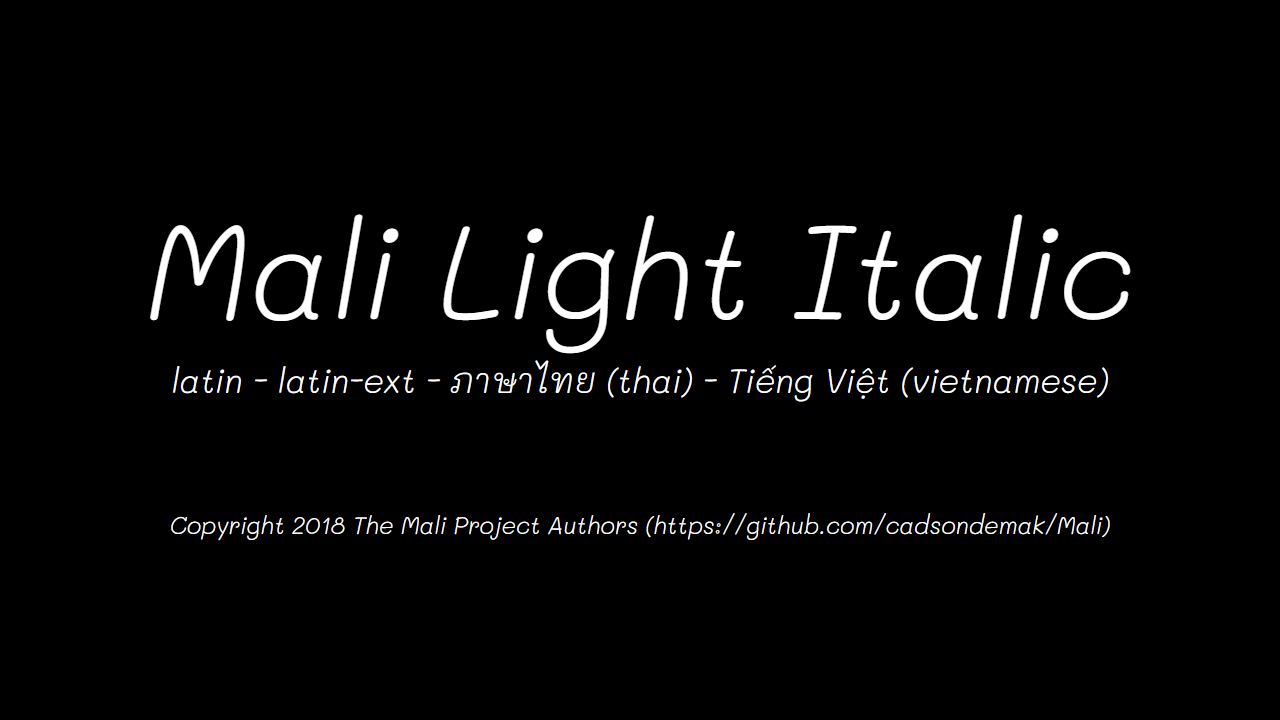 Mali Light Italic
latin - latin-ext - ภาษาไทย (thai) - Tiếng Việt (vietnamese)
Copyright 2018 The Mali Project Authors (https://github.com/cadsondemak/Mali)